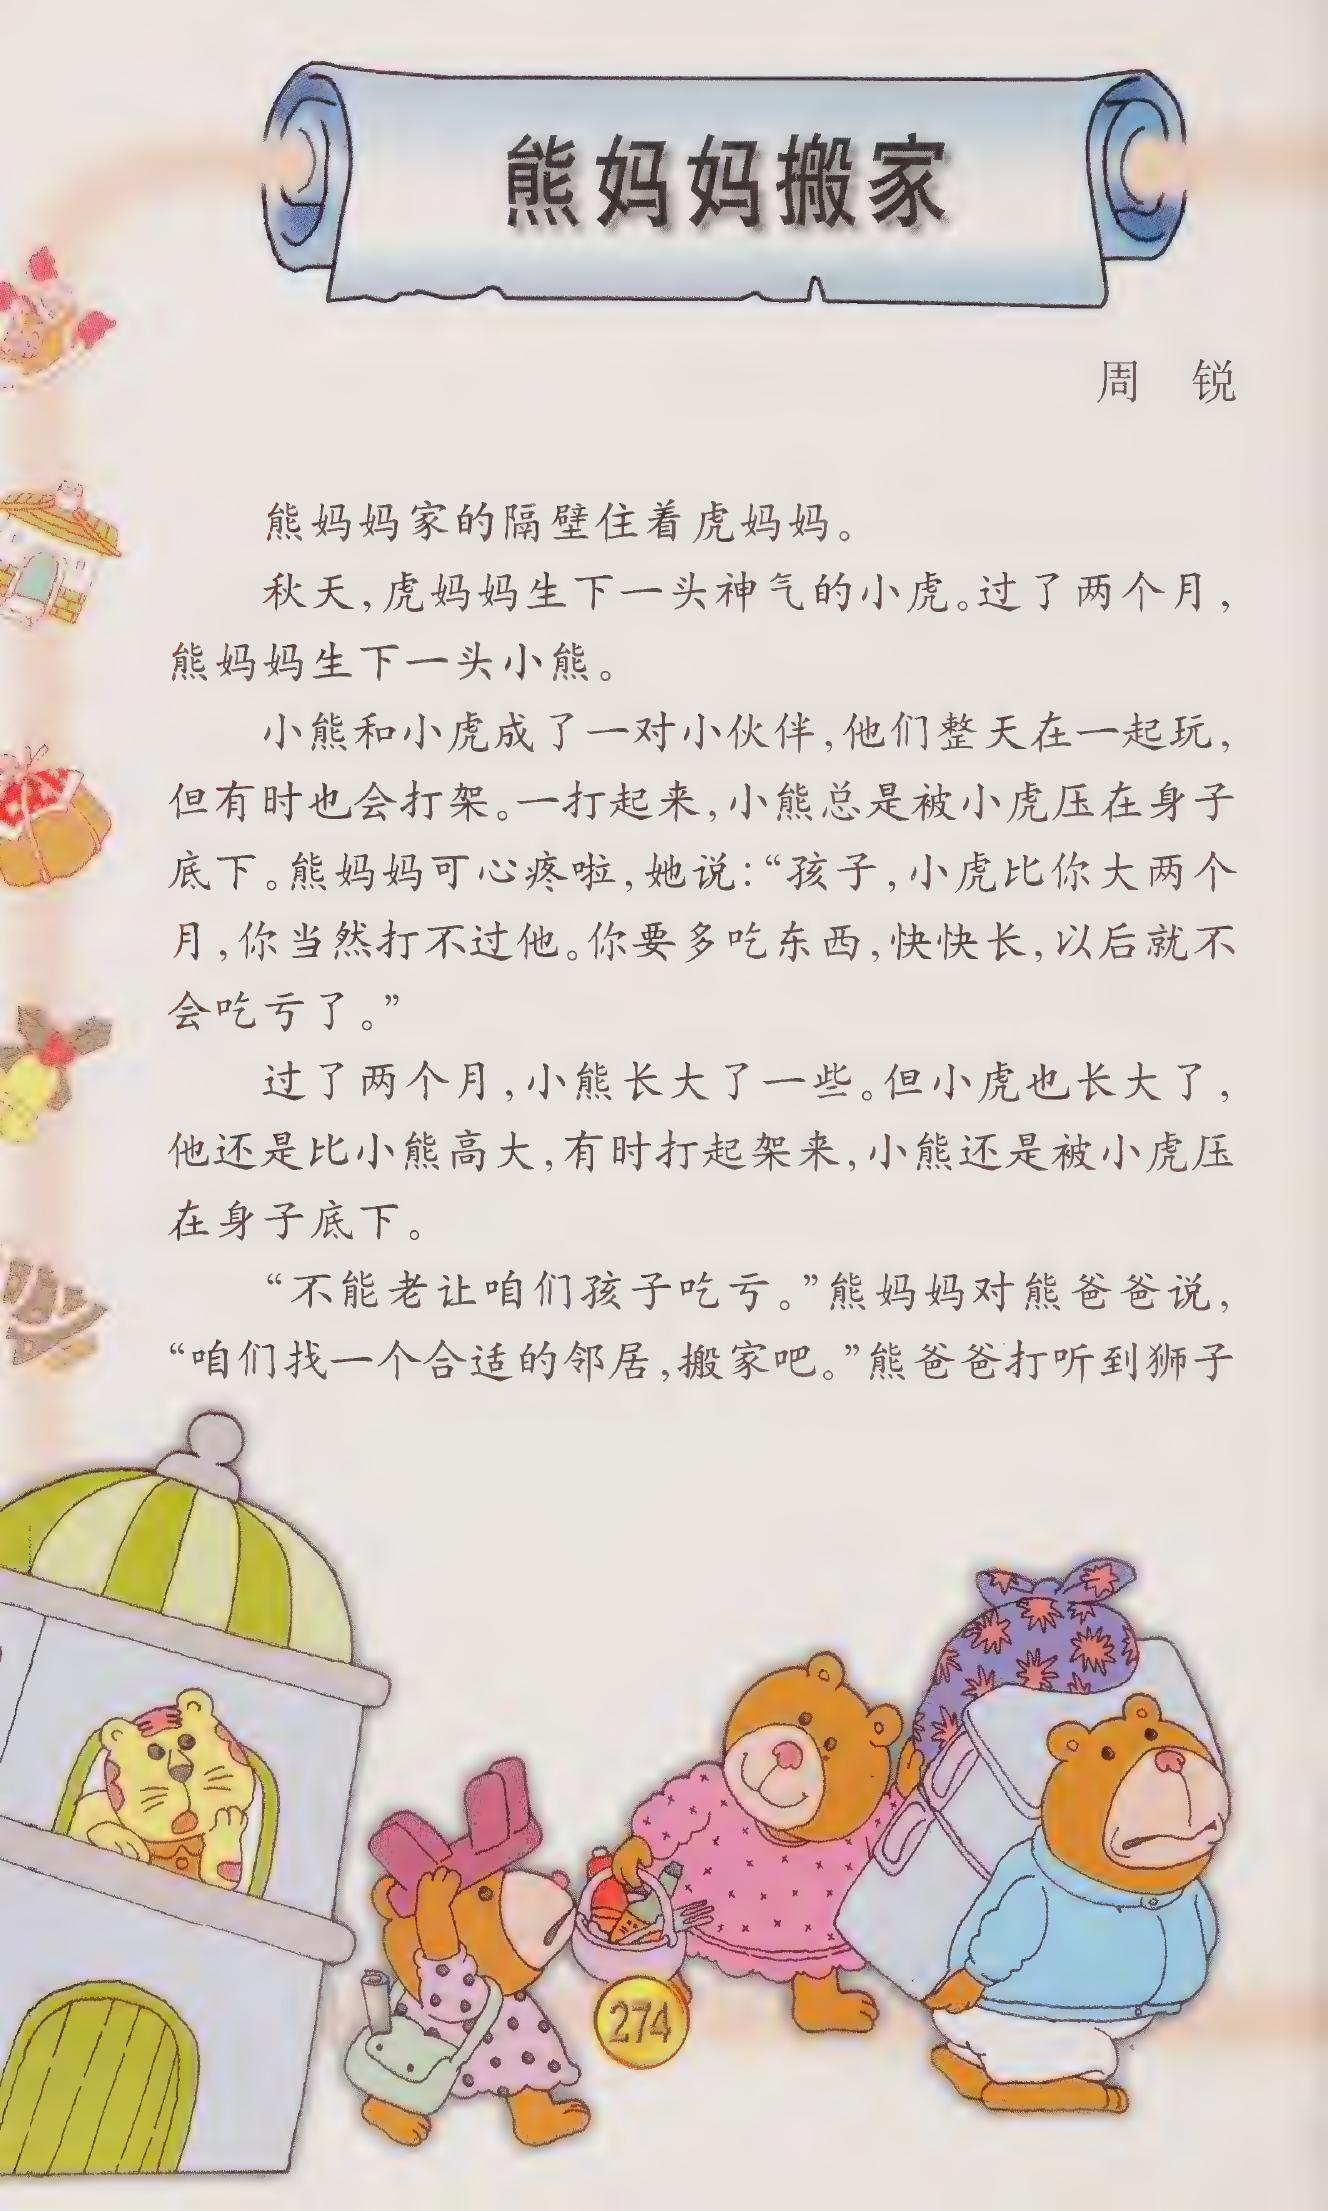 熊妈妈搬家
周 锐
熊妈妈家的隔壁住着虎妈妈。
秋天,虎妈妈生下一头神气的小虎。过了两个月,
熊妈妈生下一头小熊。
小熊和小虎成了一对小伙伴,他们整天在一起玩,
但有时也会打架。一打起来,小熊总是被小虎压在身子
底下。熊妈妈可心疼啦,她说:“孩子,小虎比你大两个
月,你当然打不过他。你要多吃东西,快快长,以后就不
会吃亏了。”
过了两个月,小熊长大了一些。但小虎也长大了,
他还是比小熊高大,有时打起架来,小熊还是被小虎压
在身子底下。
“不能老让咱们孩子吃亏。”熊妈妈对熊爸爸说,
“咱们找一个合适的邻居,搬家吧。”熊爸爸打听到狮子
274